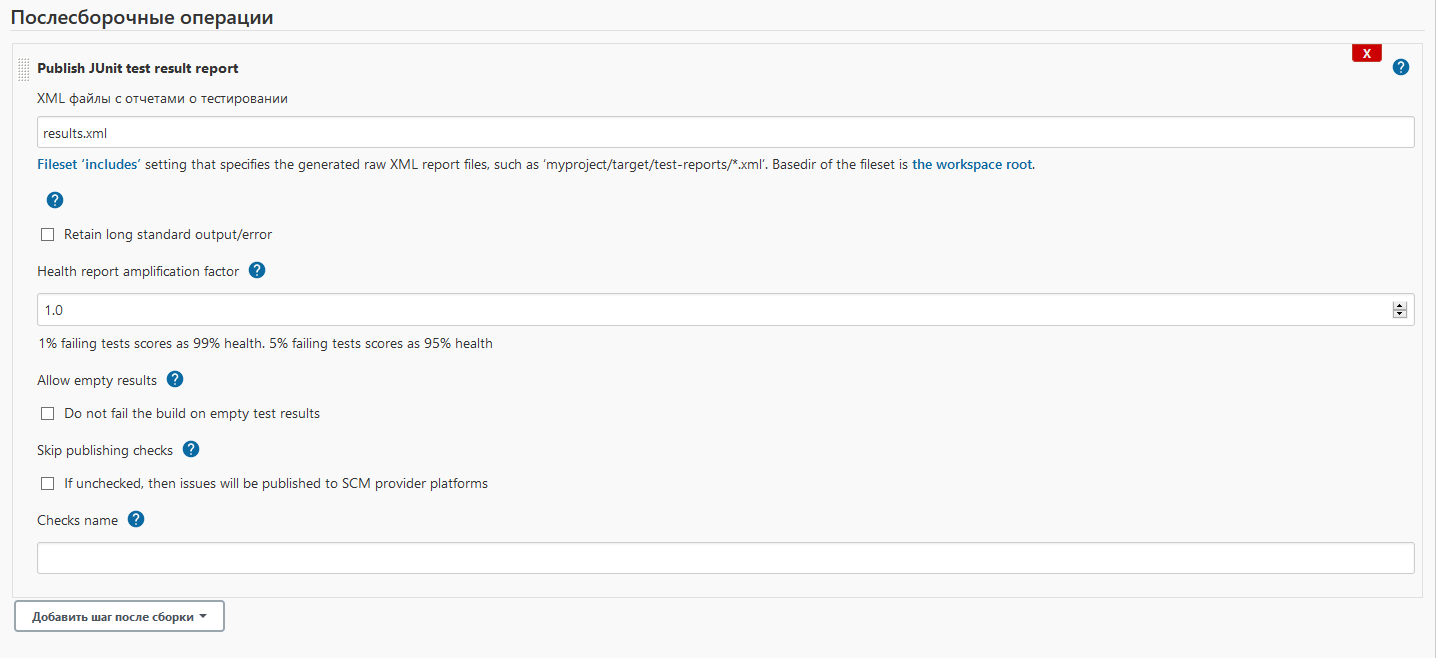 Послесборочные операции
X
Publish JUnit test result report
?
XML файлы с отчетами о тестировании
results.xml
Fileset ‘includes’ setting that specifies the generated raw XML report files, such as ‘myproject/target/test-reports/*.xml’. Basedir of the fileset is the workspace root.
?
Retain long standard output/error
Health report amplification factor ?
1.0
1% failing tests scores as 99% health. 5% failing tests scores as 95% health
Allow empty results ?
Do not fail the build on empty test results
Skip publishing checks ?
If unchecked, then issues will be published to SCM provider platforms
Checks name ?
Добавить шаг после сборки